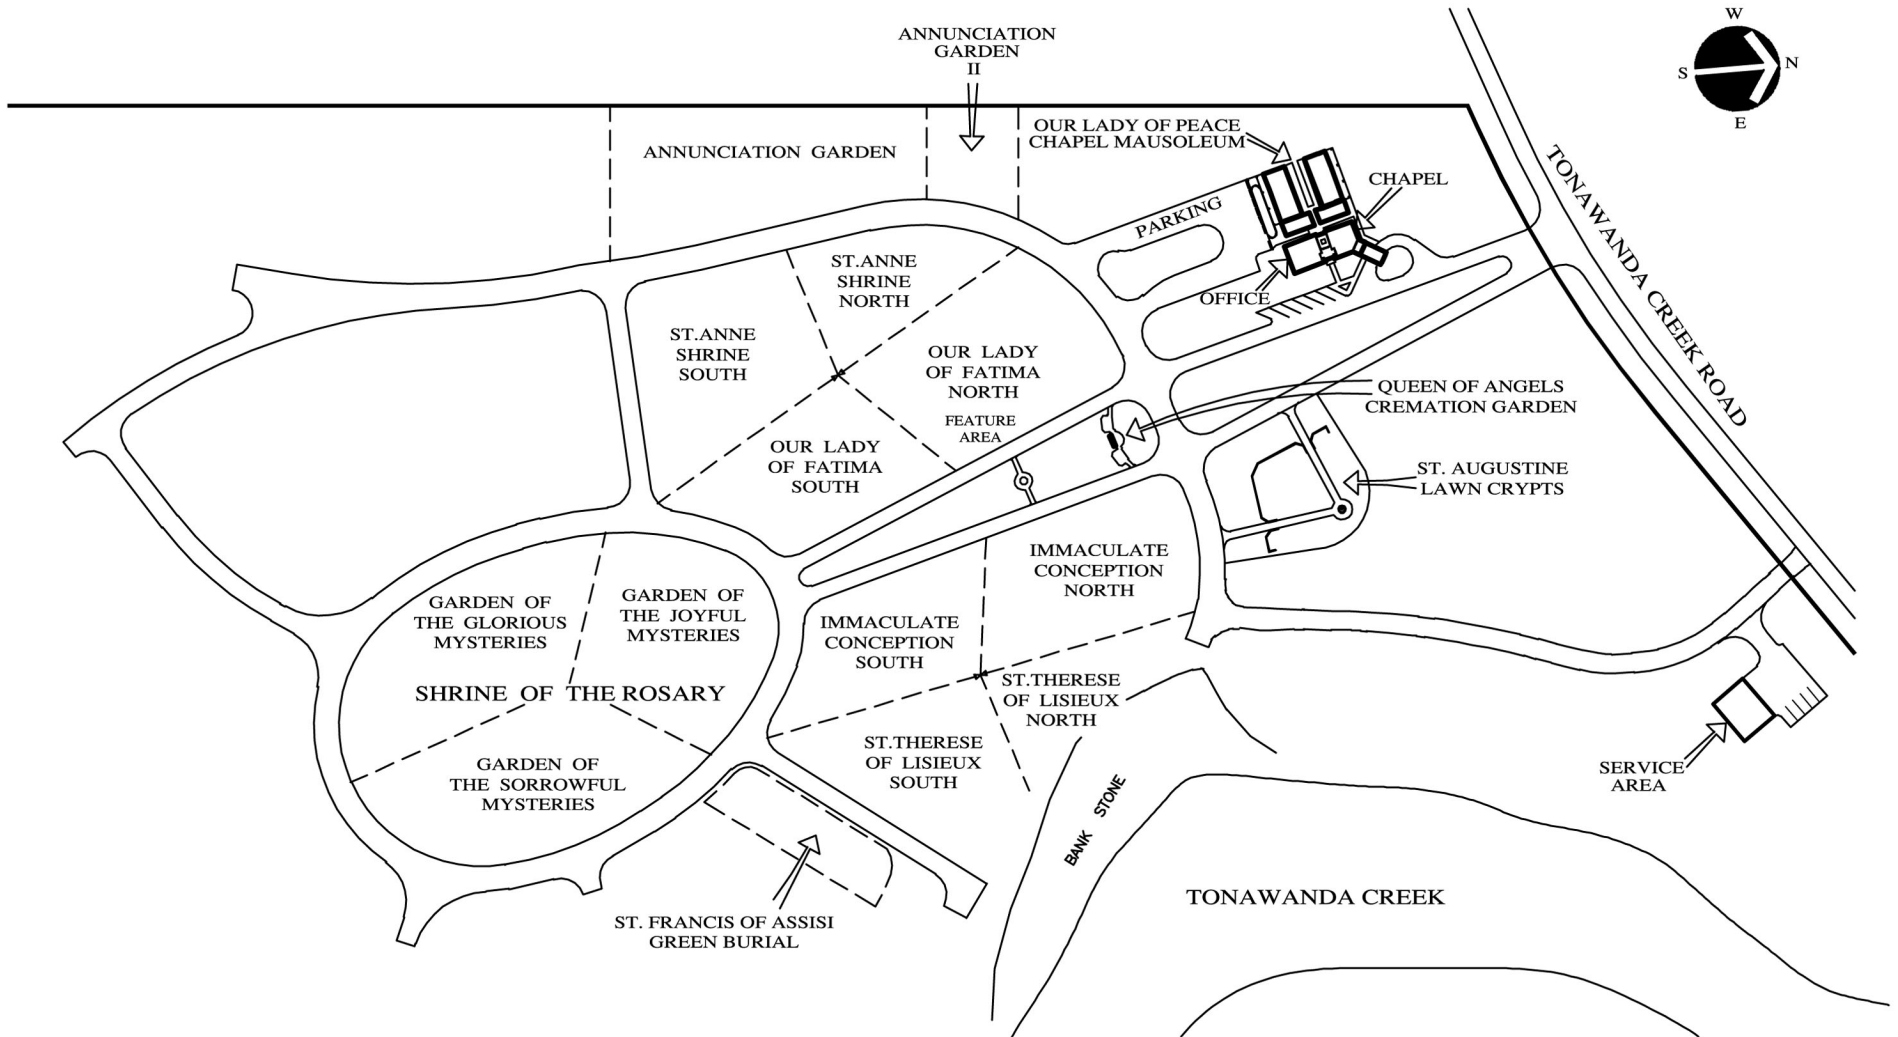 ANNUNCIATION
GARDEN
II
W
S
N
E
ANNUNCIATION GARDEN
OUR LADY OF PEACE
CHAPEL MAUSOLEUM
CHAPEL
PARKING
OFFICE
TONAWANDA CREEK ROAD
ST.ANNE
SHRINE
NORTH
ST.ANNE
SHRINE
SOUTH
OUR LADY
OF FATIMA
NORTH
FEATURE
AREA
OUR LADY
OF FATIMA
SOUTH
QUEEN OF ANGELS
CREMATION GARDEN
ST. AUGUSTINE
LAWN CRYPTS
IMMACULATE
CONCEPTION
NORTH
GARDEN OF
THE GLORIOUS
MYSTERIES
GARDEN OF
THE JOYFUL
MYSTERIES
IMMACULATE
CONCEPTION
SOUTH
SHRINE OF THE ROSARY
ST.THERESE
OF LISIEUX
NORTH
ST.THERESE
OF LISIEUX
SOUTH
GARDEN OF
THE SORROWFUL
MYSTERIES
BANK STONE
SERVICE
AREA
TONAWANDA CREEK
ST. FRANCIS OF ASSISI
GREEN BURIAL